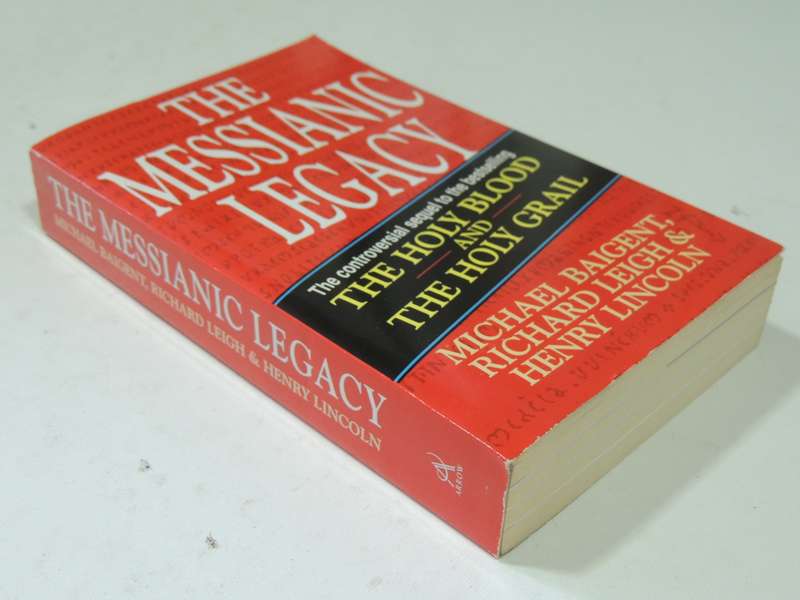 THE
MESSIANIC
LEGACY
The controversial sequel to the bestselling
THE HOLY BLOOD
AND
THE HOLY GRAIL
MICHAEL BAIGENT,
RICHARD LEIGH &
HENRY LINCOLN
THE MESSIANIC LEGACY
MICHAEL BAIGENT, RICHARD LEIGH & HENRY LINCOLN
ARROW